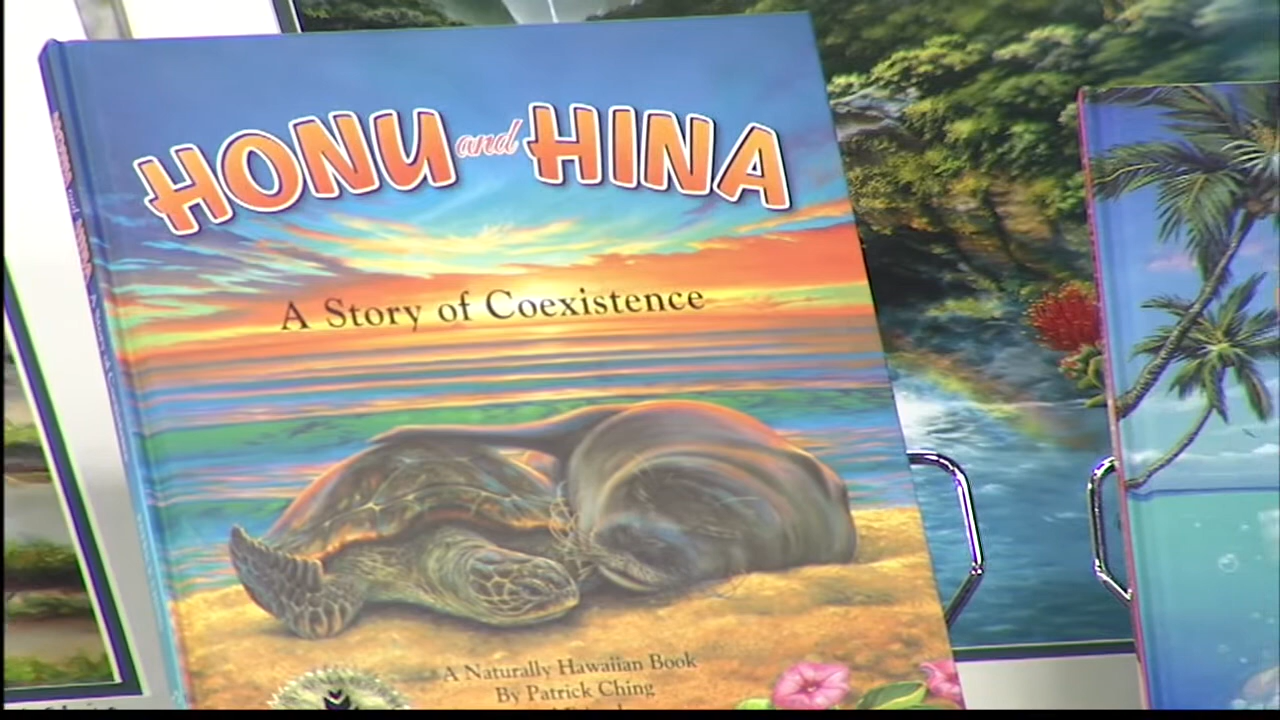 HONU and HINA
A Story of Coexistence
A Naturally Hawaiian Book
By Patrick Ching